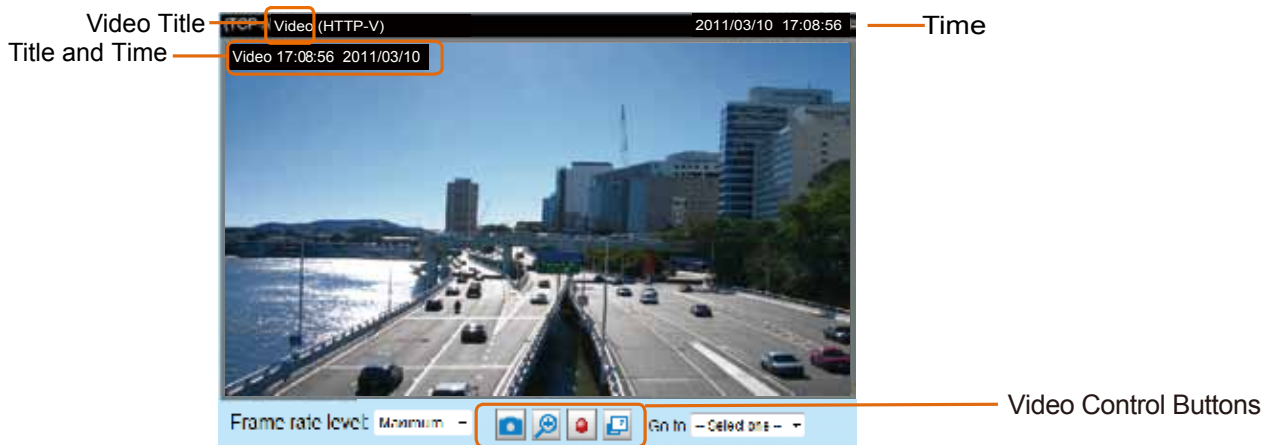 Video Title
Video (HTTP-V)
2011/03/10 17:08:56
Time
Title and Time
Video 17:08:56 2011/03/10
Frame rate level: Maximum
Go to -- Select one --
Video Control Buttons